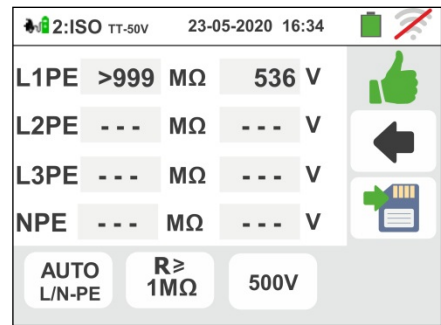 2:ISO TT-50V 23-05-2020 16:34
L1PE >999 MΩ 536 V
L2PE - - - MΩ - - - V
L3PE - - - MΩ - - - V
NPE - - - MΩ - - - V
AUTO R≥ 500V
L/N-PE 1MΩ